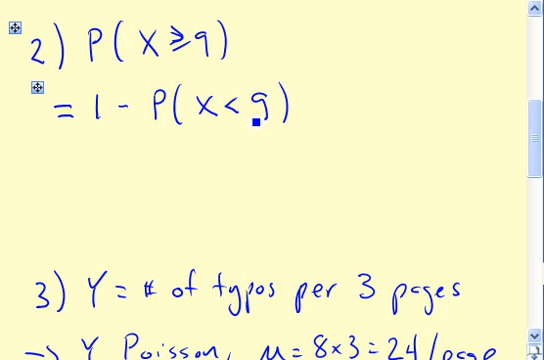 2) P(X ≥ 9)
= 1 - P(X < 9)
3) Y = # of typos per 3 pages
→ Y Poisson, μ = 8×3 = 24/page